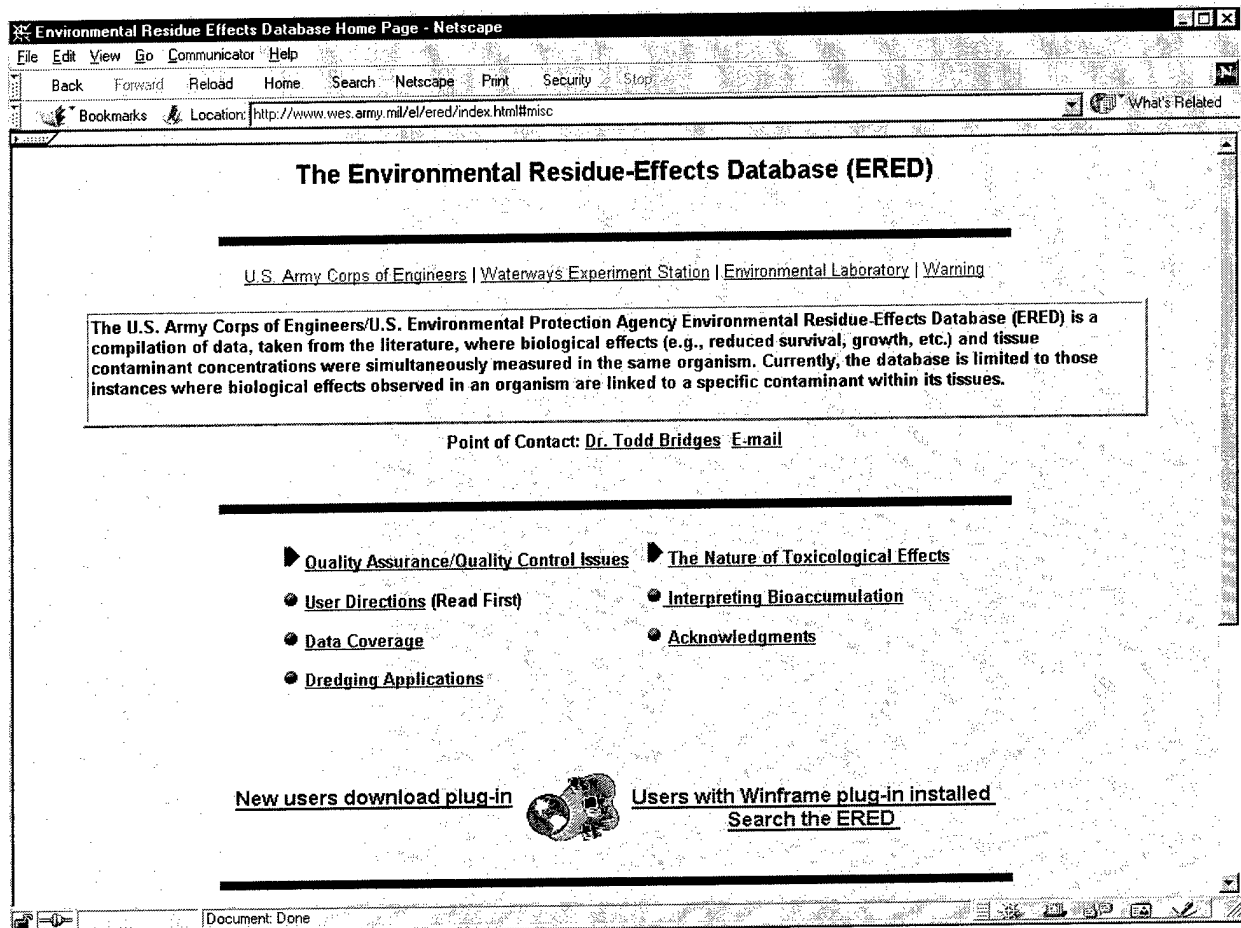 Environmental Residue Effects Database Home Page - Netscape
File Edit View Go Communicator Help
Back Forward Reload Home Search Netscape Print Security Stop
Bookmarks Location: http://www.wes.army.mil/el/ered/index.html#misc What's Related
The Environmental Residue-Effects Database (ERED)
U.S. Army Corps of Engineers | Waterways Experiment Station | Environmental Laboratory | Warning
The U.S. Army Corps of Engineers/U.S. Environmental Protection Agency Environmental Residue-Effects Database (ERED) is a
compilation of data, taken from the literature, where biological effects (e.g., reduced survival, growth, etc.) and tissue
contaminant concentrations were simultaneously measured in the same organism. Currently, the database is limited to those
instances where biological effects observed in an organism are linked to a specific contaminant within its tissues.
Point of Contact: Dr. Todd Bridges E-mail
Quality Assurance/Quality Control Issues The Nature of Toxicological Effects
User Directions (Read First) Interpreting Bioaccumulation
Data Coverage Acknowledgments
Dredging Applications
New users download plug-in Users with Winframe plug-in installed
Search the ERED
Document: Done